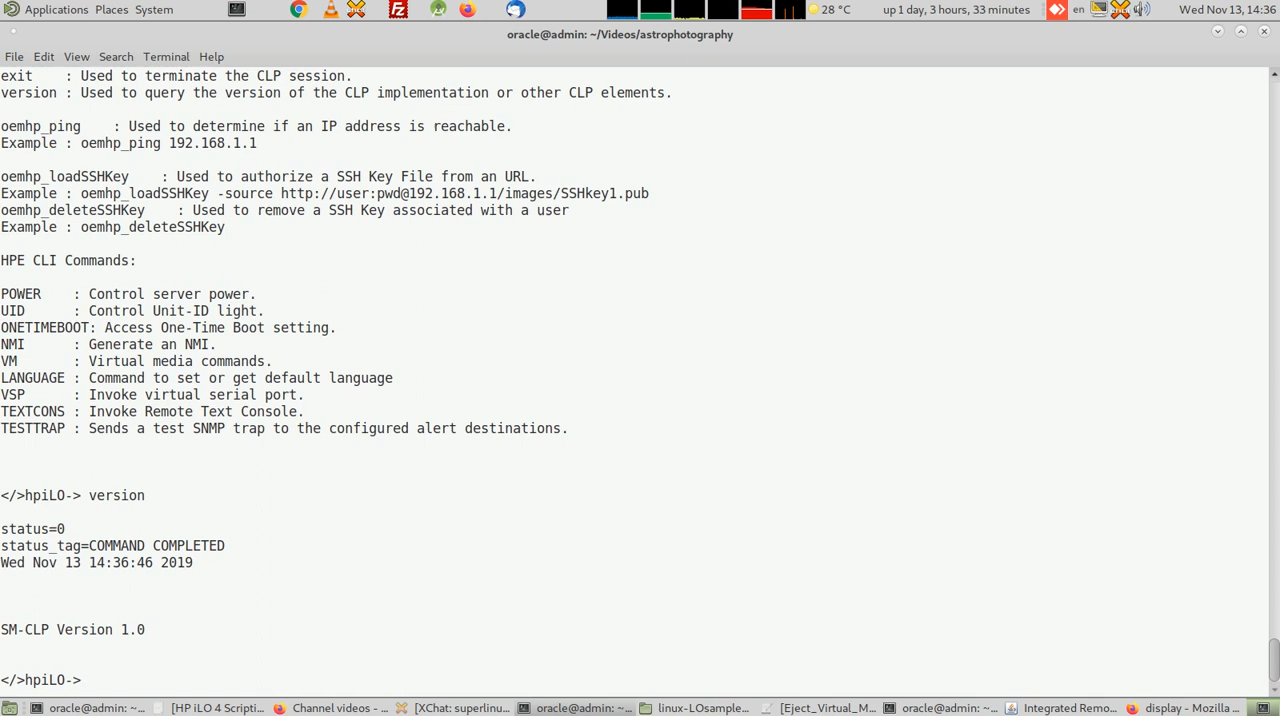 Applications Places System
28 °C
up 1 day, 3 hours, 33 minutes
en
Wed Nov 13, 14:36
oracle@admin: ~/Videos/astrophotography
File Edit View Search Terminal Help
exit    : Used to terminate the CLP session.
version : Used to query the version of the CLP implementation or other CLP elements.
oemhp_ping    : Used to determine if an IP address is reachable.
Example : oemhp_ping 192.168.1.1
oemhp_loadSSHKey    : Used to authorize a SSH Key File from an URL.
Example : oemhp_loadSSHKey -source http://user:pwd@192.168.1.1/images/SSHkey1.pub
oemhp_deleteSSHKey    : Used to remove a SSH Key associated with a user
Example : oemhp_deleteSSHKey
HPE CLI Commands:
POWER    : Control server power.
UID      : Control Unit-ID light.
ONETIMEBOOT: Access One-Time Boot setting.
NMI      : Generate an NMI.
VM       : Virtual media commands.
LANGUAGE : Command to set or get default language
VSP      : Invoke virtual serial port.
TEXTCONS : Invoke Remote Text Console.
TESTTRAP : Sends a test SNMP trap to the configured alert destinations.
</>hpiLO-> version
status=0
status_tag=COMMAND COMPLETED
Wed Nov 13 14:36:46 2019
SM-CLP Version 1.0
</>hpiLO->
oracle@admin: ~... [HP iLO 4 Scripti... Channel videos - ... [XChat: superlinu... oracle@admin: ~... linux-LOsample... [Eject_Virtual_M... oracle@admin: ~... Integrated Remo... display - Mozilla ...